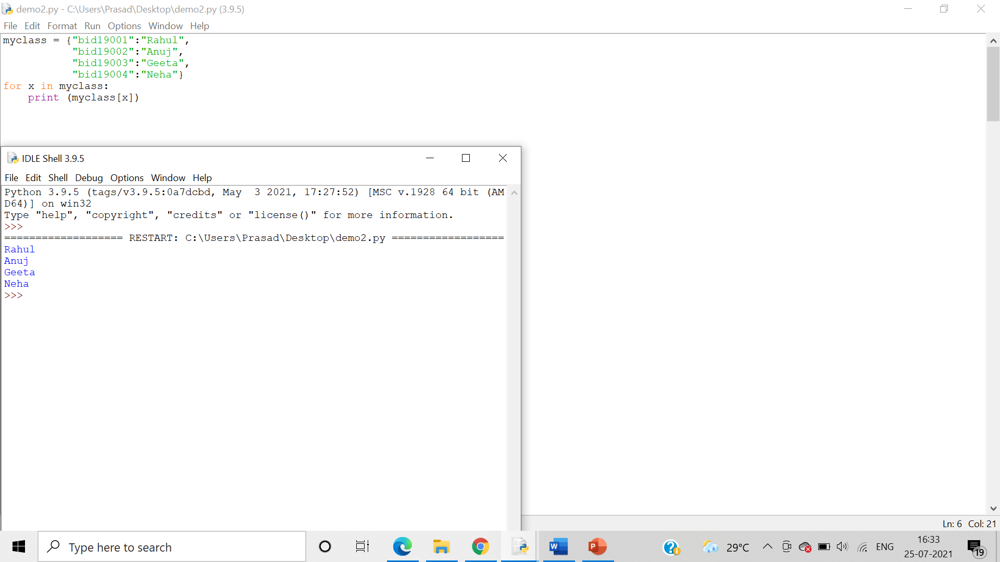 demo2.py - C:\Users\Prasad\Desktop\demo2.py (3.9.5)
File Edit Format Run Options Window Help
myclass = {"bid19001":"Rahul",
"bid19002":"Anuj",
"bid19003":"Geeta",
"bid19004":"Neha"}
for x in myclass:
    print (myclass[x])
IDLE Shell 3.9.5
File Edit Shell Debug Options Window Help
Python 3.9.5 (tags/v3.9.5:0a7dcbd, May  3 2021, 17:27:52) [MSC v.1928 64 bit (AM
D64)] on win32
Type "help", "copyright", "credits" or "license()" for more information.
>>>
=================== RESTART: C:\Users\Prasad\Desktop\demo2.py ==================
Rahul
Anuj
Geeta
Neha
>>>
Ln: 6 Col: 21
Type here to search
W
P
29°C
ENG
16:33
25-07-2021
19